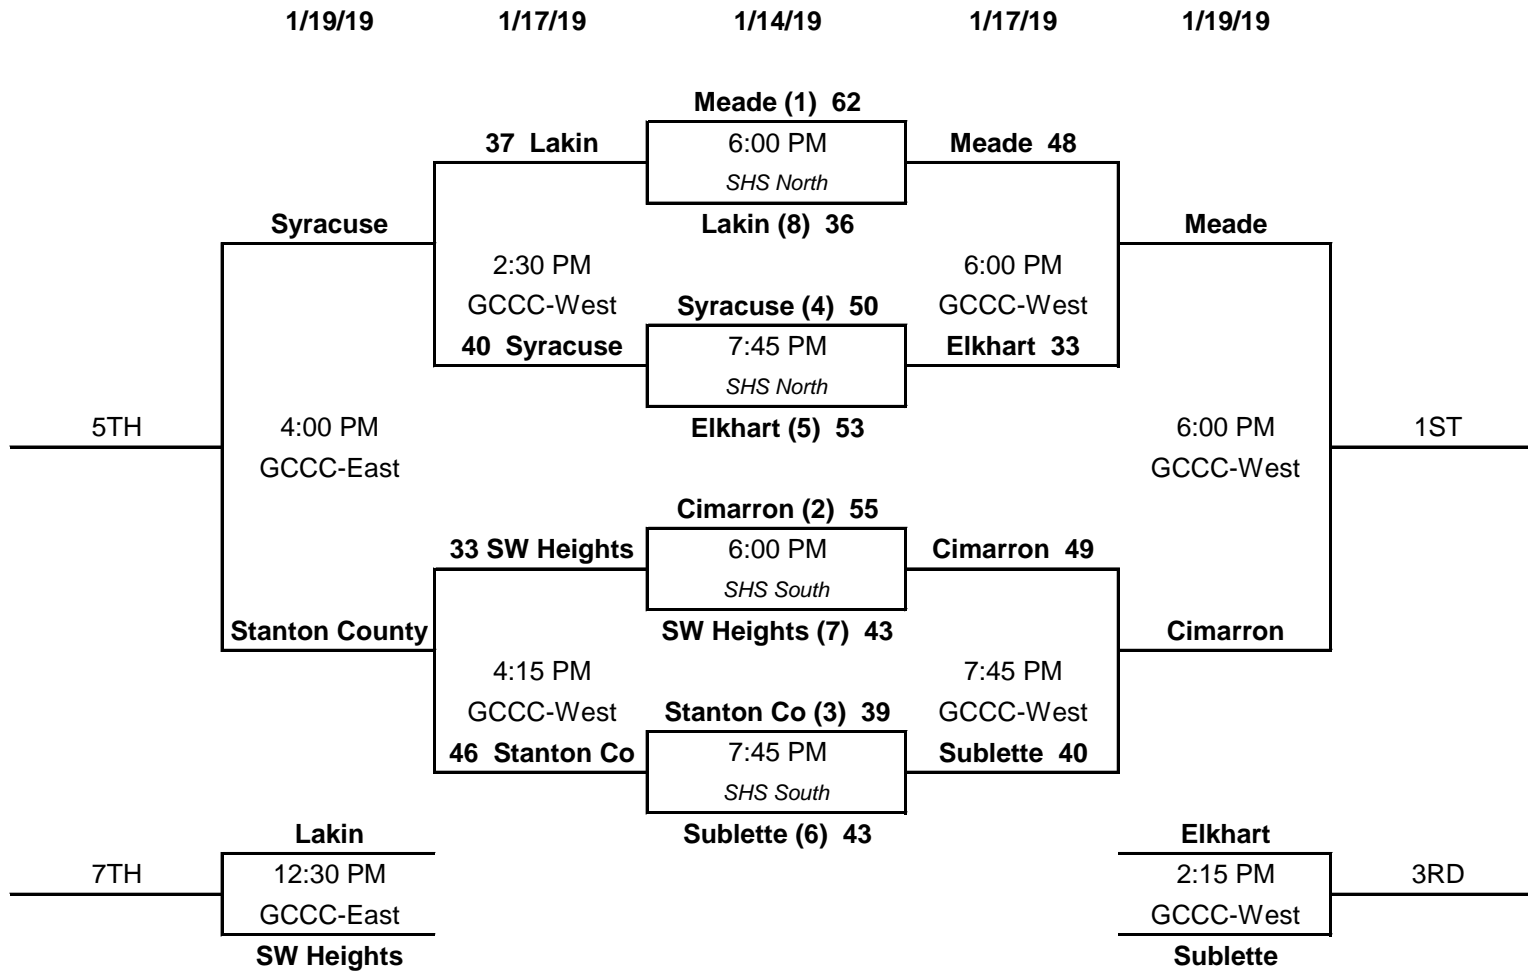 1/19/19 1/17/19 1/14/19 1/17/19 1/19/19
Meade (1) 62
37 Lakin 6:00 PM Meade 48
SHS North
Syracuse Lakin (8) 36 Meade
2:30 PM 6:00 PM
GCCC-West Syracuse (4) 50 GCCC-West
40 Syracuse 7:45 PM Elkhart 33
SHS North
5TH 4:00 PM Elkhart (5) 53 6:00 PM 1ST
GCCC-East GCCC-West
Cimarron (2) 55
33 SW Heights 6:00 PM Cimarron 49
SHS South
Stanton County SW Heights (7) 43 Cimarron
4:15 PM 7:45 PM
GCCC-West Stanton Co (3) 39 GCCC-West
46 Stanton Co 7:45 PM Sublette 40
SHS South
Lakin Sublette (6) 43 Elkhart
7TH 12:30 PM 2:15 PM 3RD
GCCC-East GCCC-West
SW Heights Sublette